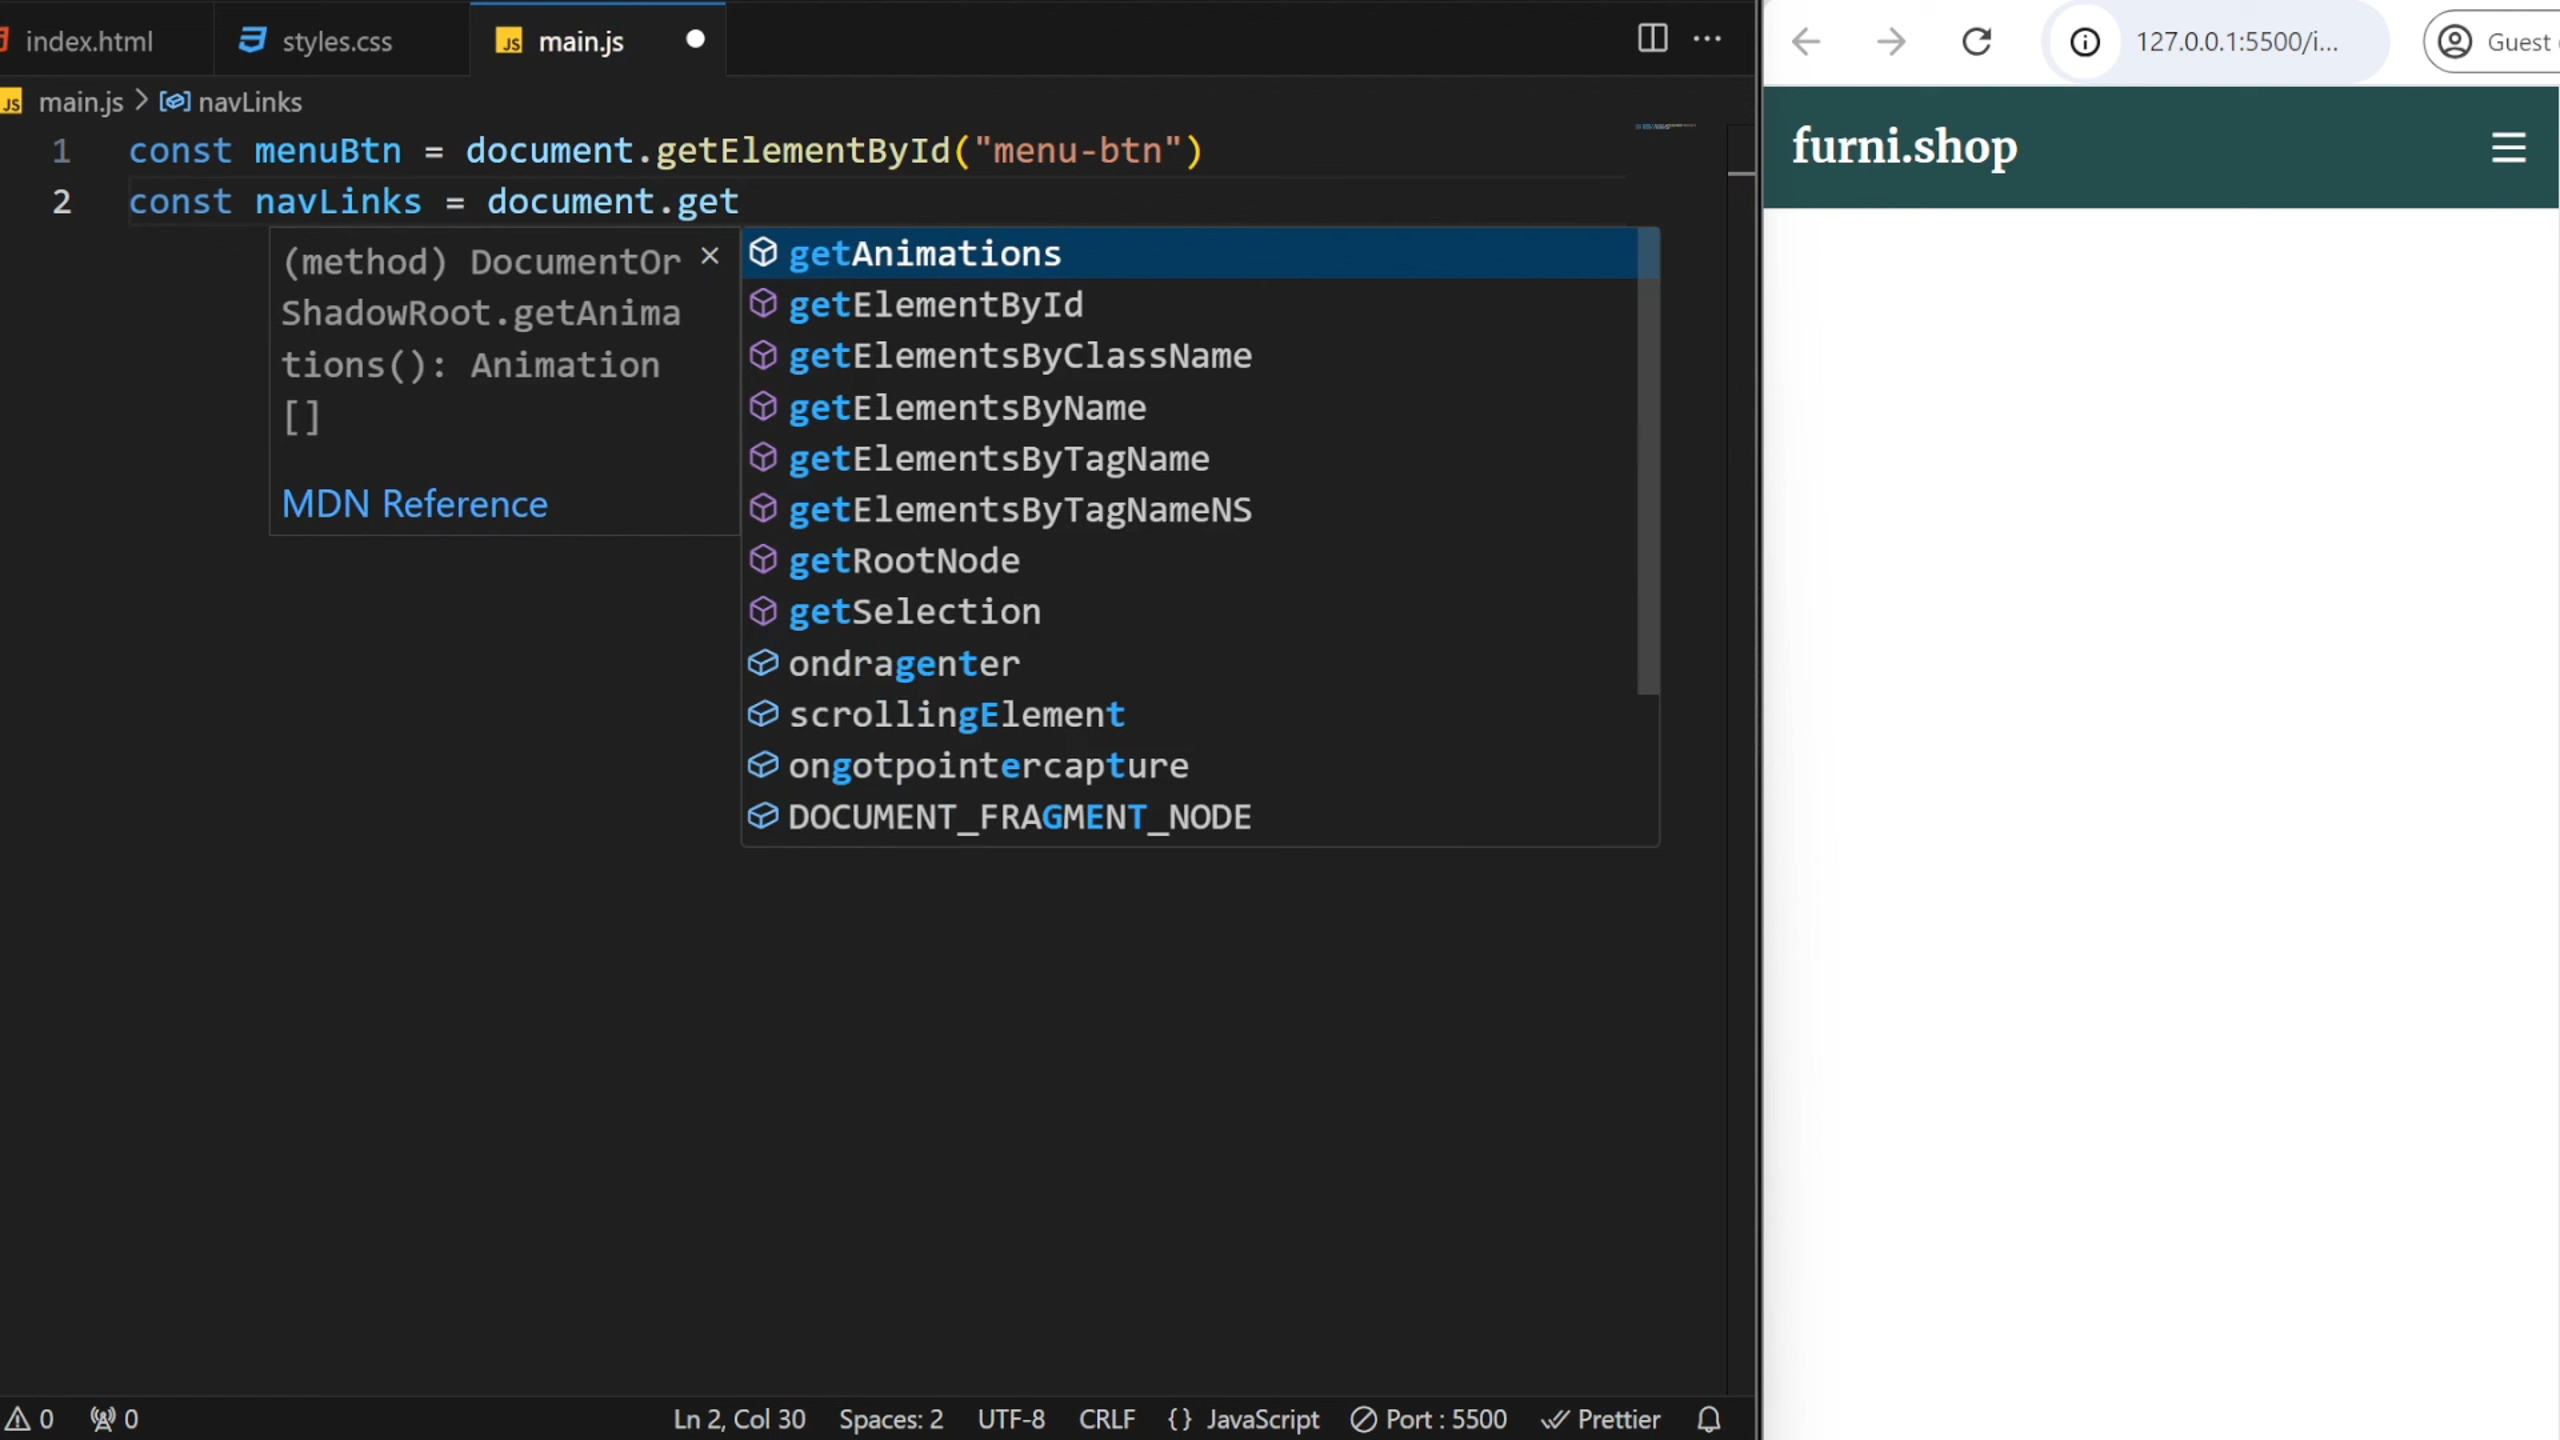 index.html
styles.css
JS main.js
127.0.0.1:5500/i...
Guest
JS main.js > navLinks
1 const menuBtn = document.getElementById("menu-btn")
2 const navLinks = document.get
(method) DocumentOr
ShadowRoot.getAnima
tions(): Animation
[]
MDN Reference
getAnimations
getElementById
getElementsByClassName
getElementsByName
getElementsByTagName
getElementsByTagNameNS
getRootNode
getSelection
ondragenter
scrollingElement
ongotpointercapture
DOCUMENT_FRAGMENT_NODE
furni.shop
0
0
Ln 2, Col 30
Spaces: 2
UTF-8
CRLF
{} JavaScript
Port : 5500
Prettier